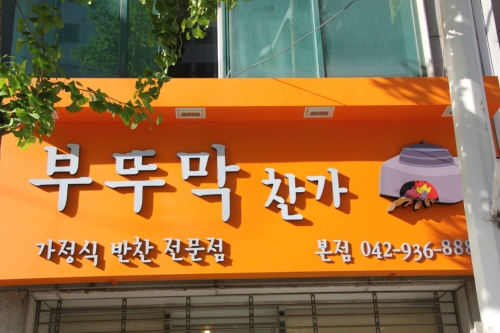 부뚜막 찬가
가정식 반찬 전문점 본점 042-936-888